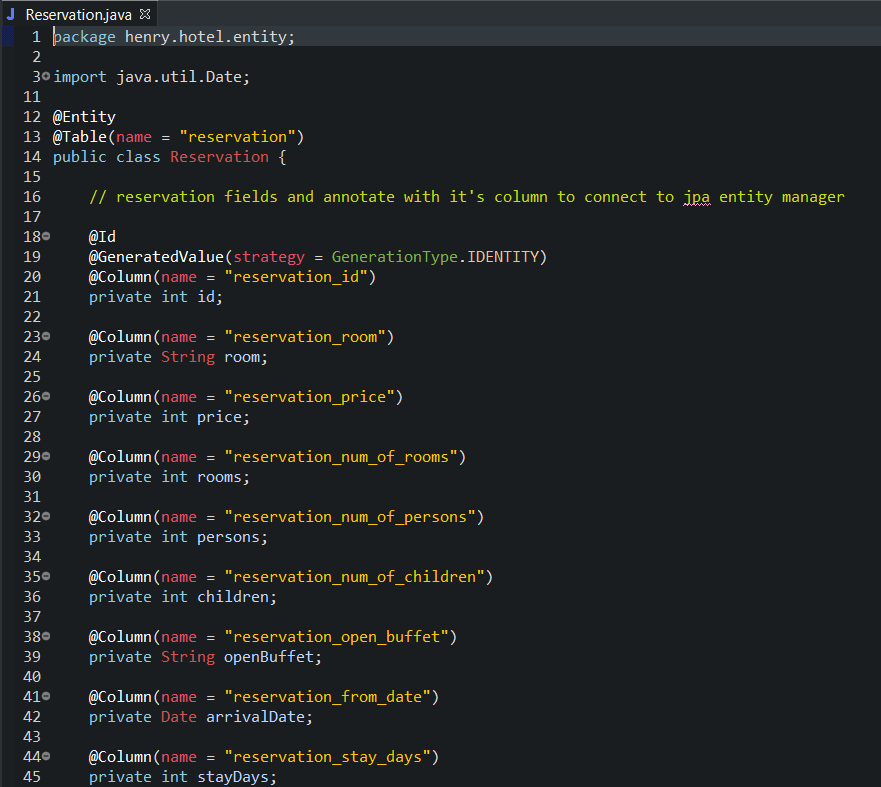 Reservation.java
1 package henry.hotel.entity;
2
3 import java.util.Date;
11
12 @Entity
13 @Table(name = "reservation")
14 public class Reservation {
15
16 // reservation fields and annotate with it's column to connect to jpa entity manager
17
18 @Id
19 @GeneratedValue(strategy = GenerationType.IDENTITY)
20 @Column(name = "reservation_id")
21 private int id;
22
23 @Column(name = "reservation_room")
24 private String room;
25
26 @Column(name = "reservation_price")
27 private int price;
28
29 @Column(name = "reservation_num_of_rooms")
30 private int rooms;
31
32 @Column(name = "reservation_num_of_persons")
33 private int persons;
34
35 @Column(name = "reservation_num_of_children")
36 private int children;
37
38 @Column(name = "reservation_open_buffet")
39 private String openBuffet;
40
41 @Column(name = "reservation_from_date")
42 private Date arrivalDate;
43
44 @Column(name = "reservation_stay_days")
45 private int stayDays;